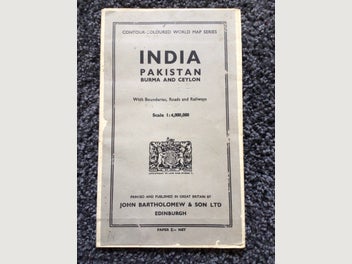 CONTOUR-COLOURED WORLD MAP SERIES
INDIA
PAKISTAN
BURMA AND CEYLON
With Boundaries, Roads and Railways
Scale 1:4,000,000
PRINTED AND PUBLISHED IN GREAT BRITAIN BY
JOHN BARTHOLOMEW & SON LTD
EDINBURGH